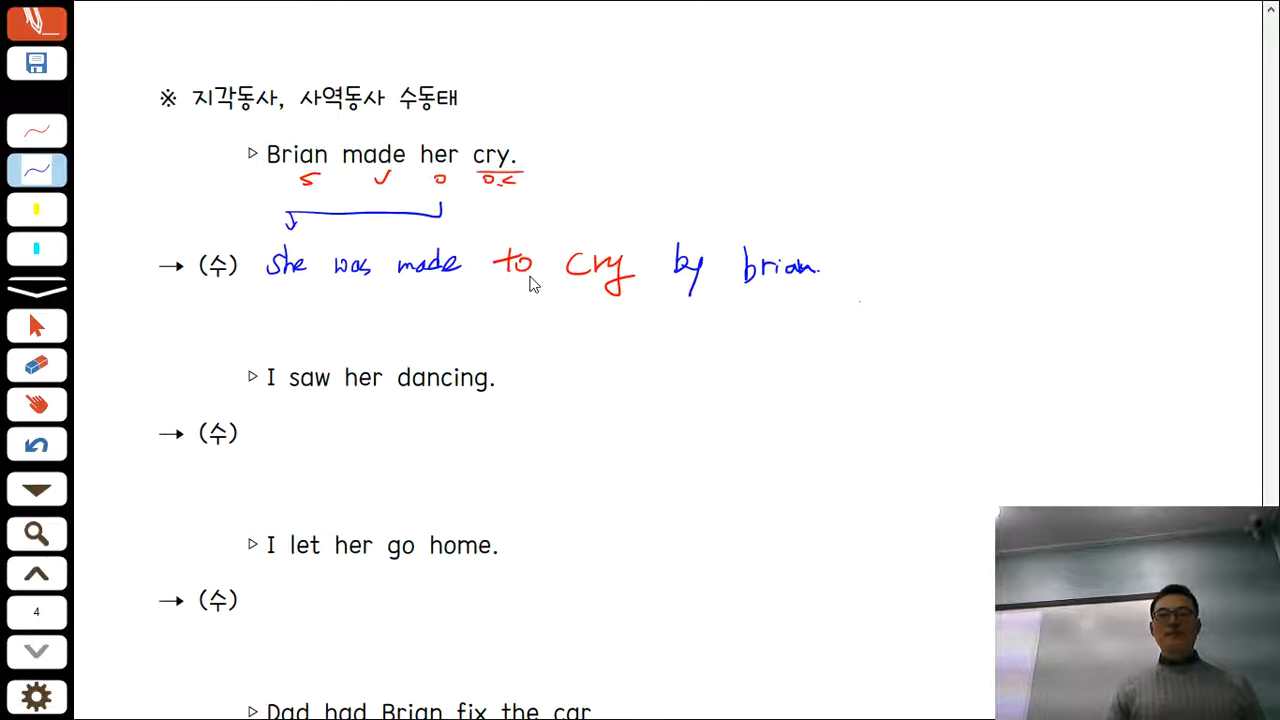 ※ 지각동사, 사역동사 수동태
▷ Brian made her cry.
S V O O.C
→ (수) She was made to cry by brian.
▷ I saw her dancing.
→ (수)
▷ I let her go home.
→ (수)
4
▷ Dad had Brian fix the car